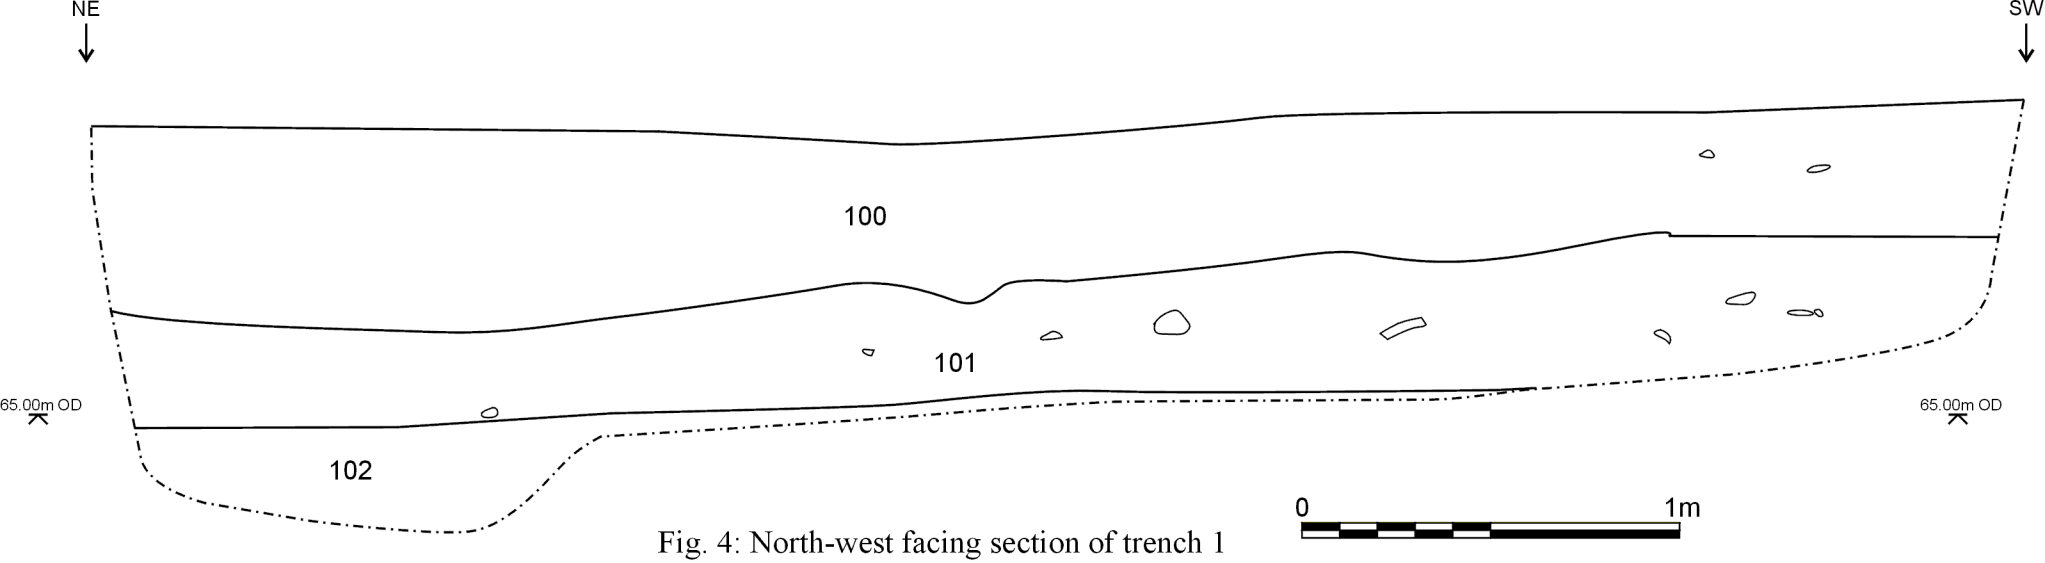 NE
SW
100
101
65.00m OD
65.00m OD
102
0
1m
Fig. 4: North-west facing section of trench 1